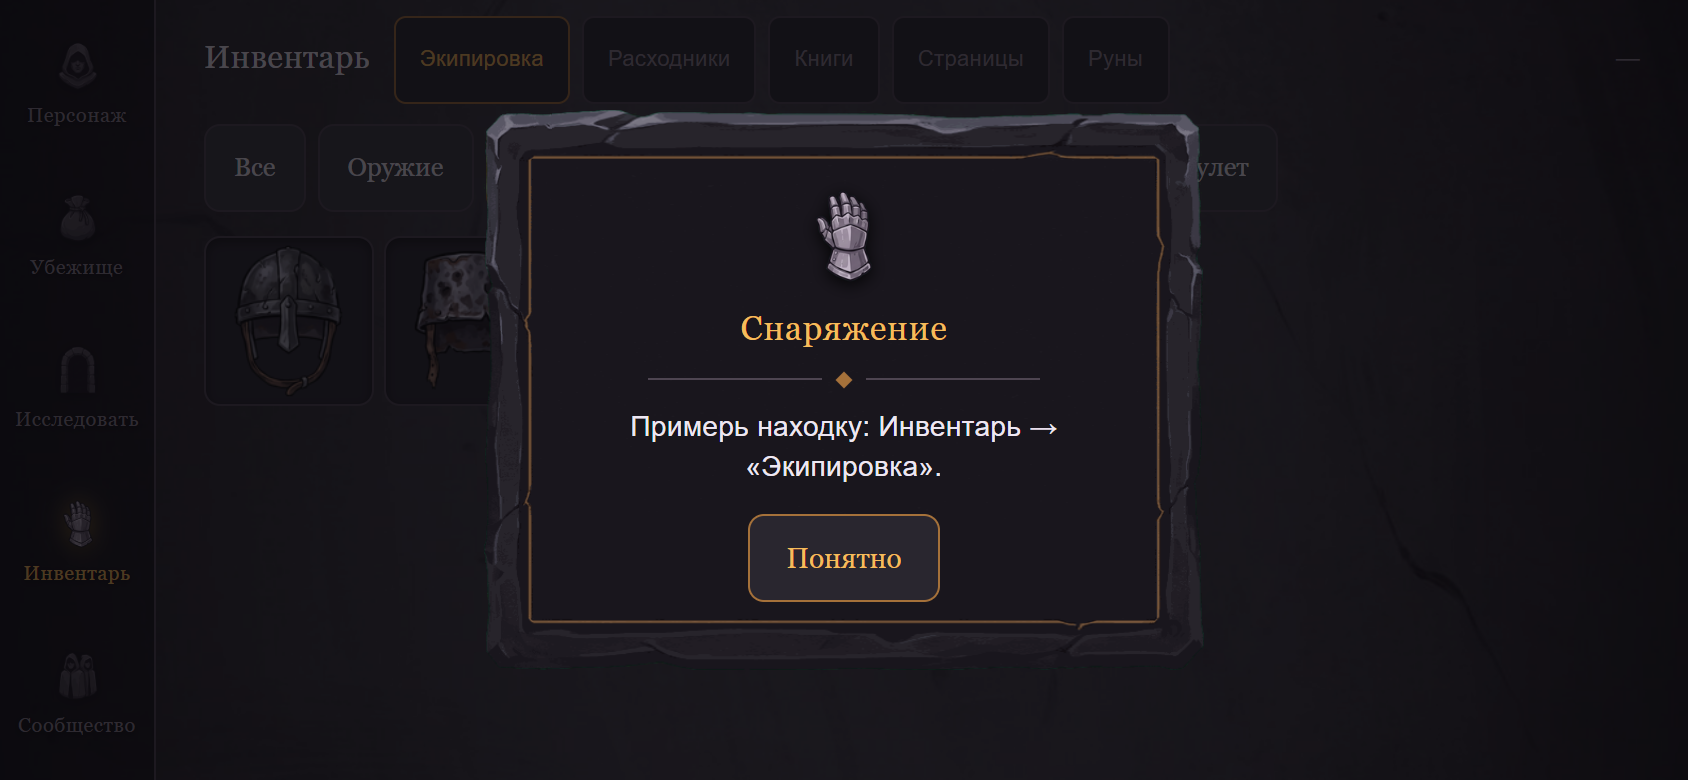 Инвентарь
Экипировка
Расходники
Книги
Страницы
Руны
Персонаж
Все
Оружие
улет
Убежище
Снаряжение
Исследовать
Примерь находку: Инвентарь →
«Экипировка».
Понятно
Инвентарь
Сообщество